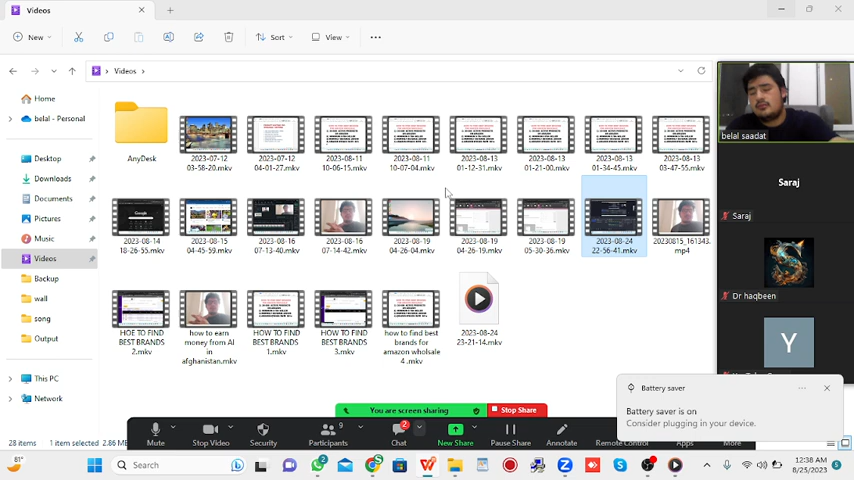 Videos
New
Sort
View
Videos
Home
belal - Personal
Desktop
Downloads
Documents
Pictures
Music
Videos
Backup
wall
song
Output
This PC
Network
AnyDesk
2023-07-12
03-58-20.mkv
2023-07-12
04-01-27.mkv
2023-08-11
10-06-15.mkv
2023-08-11
10-07-04.mkv
2023-08-13
01-12-31.mkv
2023-08-13
01-21-00.mkv
2023-08-13
01-34-45.mkv
2023-08-13
03-47-55.mkv
2023-08-14
18-26-55.mkv
2023-08-15
04-45-59.mkv
2023-08-16
07-13-40.mkv
2023-08-16
07-14-42.mkv
2023-08-19
04-26-04.mkv
2023-08-19
04-26-19.mkv
2023-08-19
05-30-36.mkv
2023-08-24
22-56-41.mkv
20230815_161343.
mp4
HOE TO FIND
BEST BRANDS
2.mkv
how to earn
money from AI
in
afghanistan.mkv
HOW TO FIND
BEST BRANDS
1.mkv
HOW TO FIND
BEST BRANDS
3.mkv
how to find best
brands for
amazon wholsale
4 .mkv
2023-08-24
23-21-14.mkv
belal saadat
Saraj
Saraj
Dr haqbeen
Y
Battery saver
Battery saver is on
Consider plugging in your device.
You are screen sharing
Stop Share
Mute
Stop Video
Security
9
Participants
2
Chat
New Share
Pause Share
Annotate
Remote Control
Apps
More
28 items
1 item selected 2.86 MB
81°
Search
2
12:38 AM
8/25/2023
5